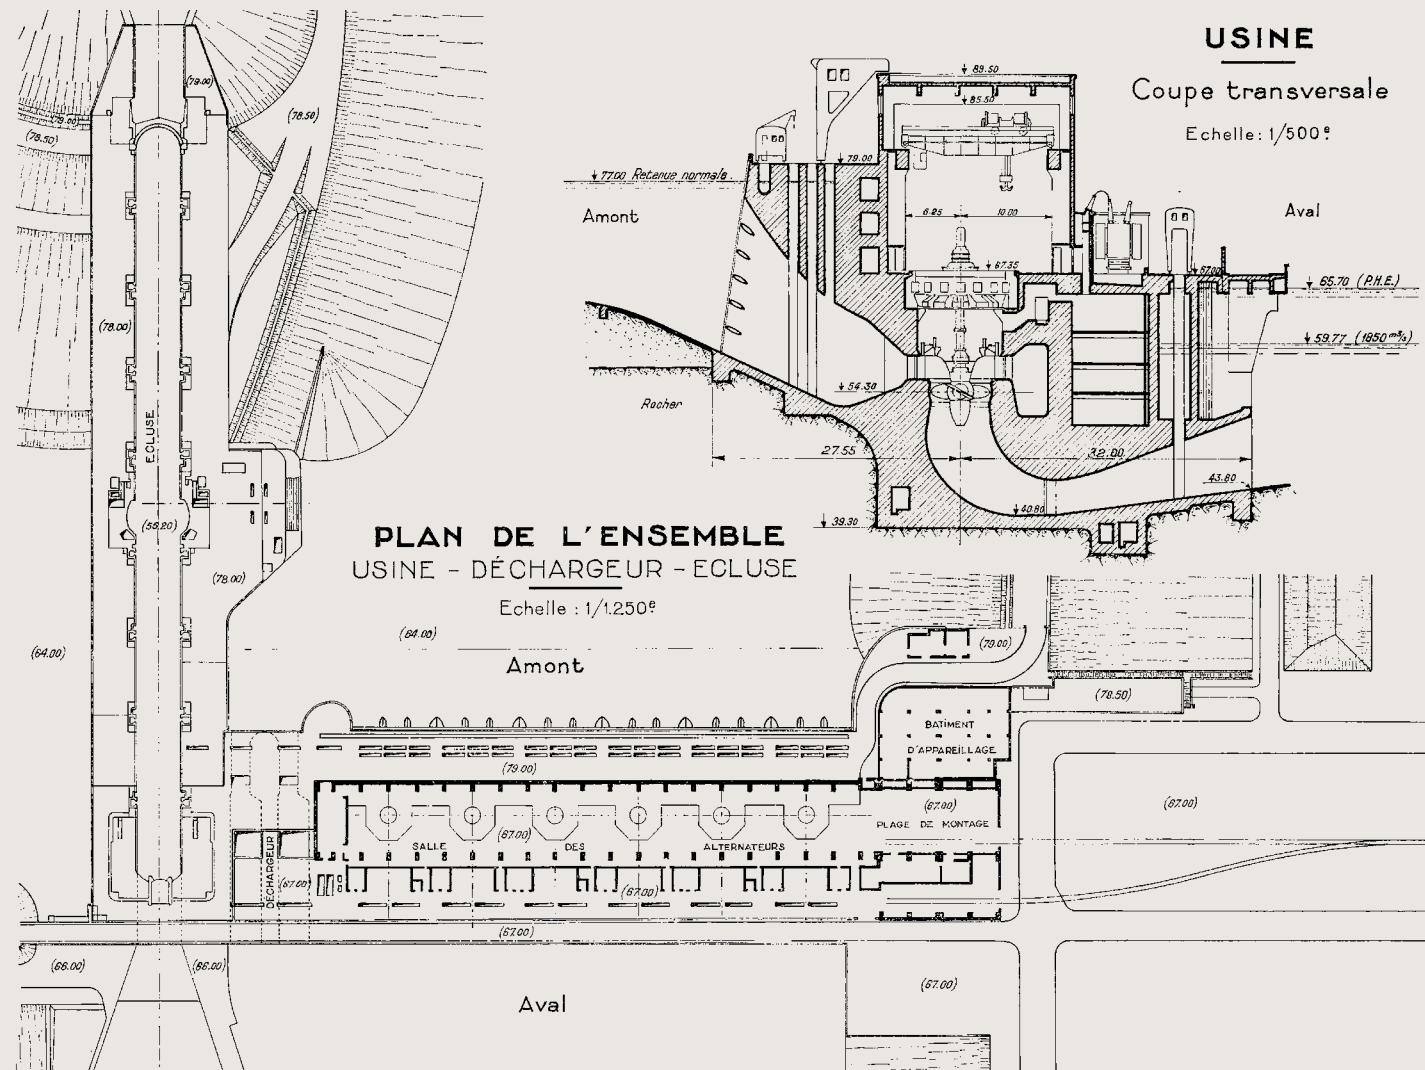 USINE
Coupe transversale
Echelle: 1/500e
89.50
85.50
79.00
77.00 Retenue normale.
Amont
Aval
6.25
10.00
67.35
67.00
65.70 (P.H.E.)
59.77 (1850 m³/s)
54.30
Rocher
27.55
32.00
43.80
40.80
39.30
PLAN DE L'ENSEMBLE
USINE - DÉCHARGEUR - ECLUSE
Echelle : 1/1.250e
(79.00)
(79.00)
(78.50)
(78.50)
(78.00)
ECLUSE
(55.20)
(78.00)
(64.00)
(64.00)
Amont
(79.00)
(78.50)
BATIMENT
D'APPAREILLAGE
(79.00)
(67.00)
(67.00)
PLAGE DE MONTAGE
(67.00)
SALLE DES ALTERNATEURS
DÉCHARGEUR
(67.00)
(67.00)
(67.00)
(66.00)
(66.00)
(67.00)
Aval